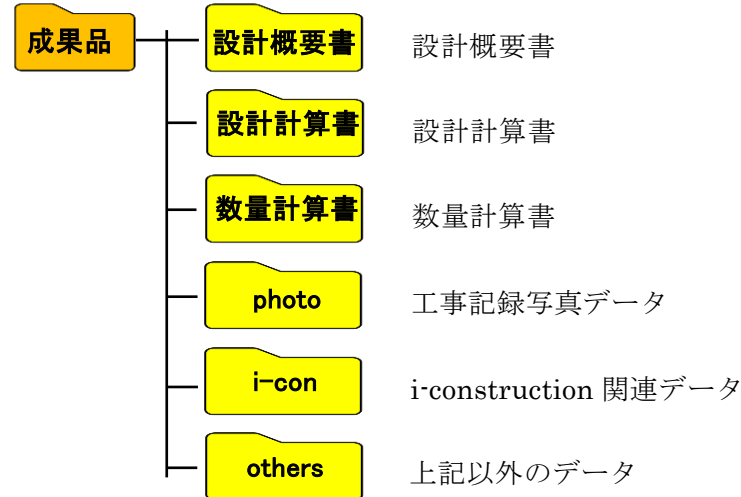 成果品
設計概要書 設計概要書
設計計算書 設計計算書
数量計算書 数量計算書
photo 工事記録写真データ
i-con i-construction 関連データ
others 上記以外のデータ